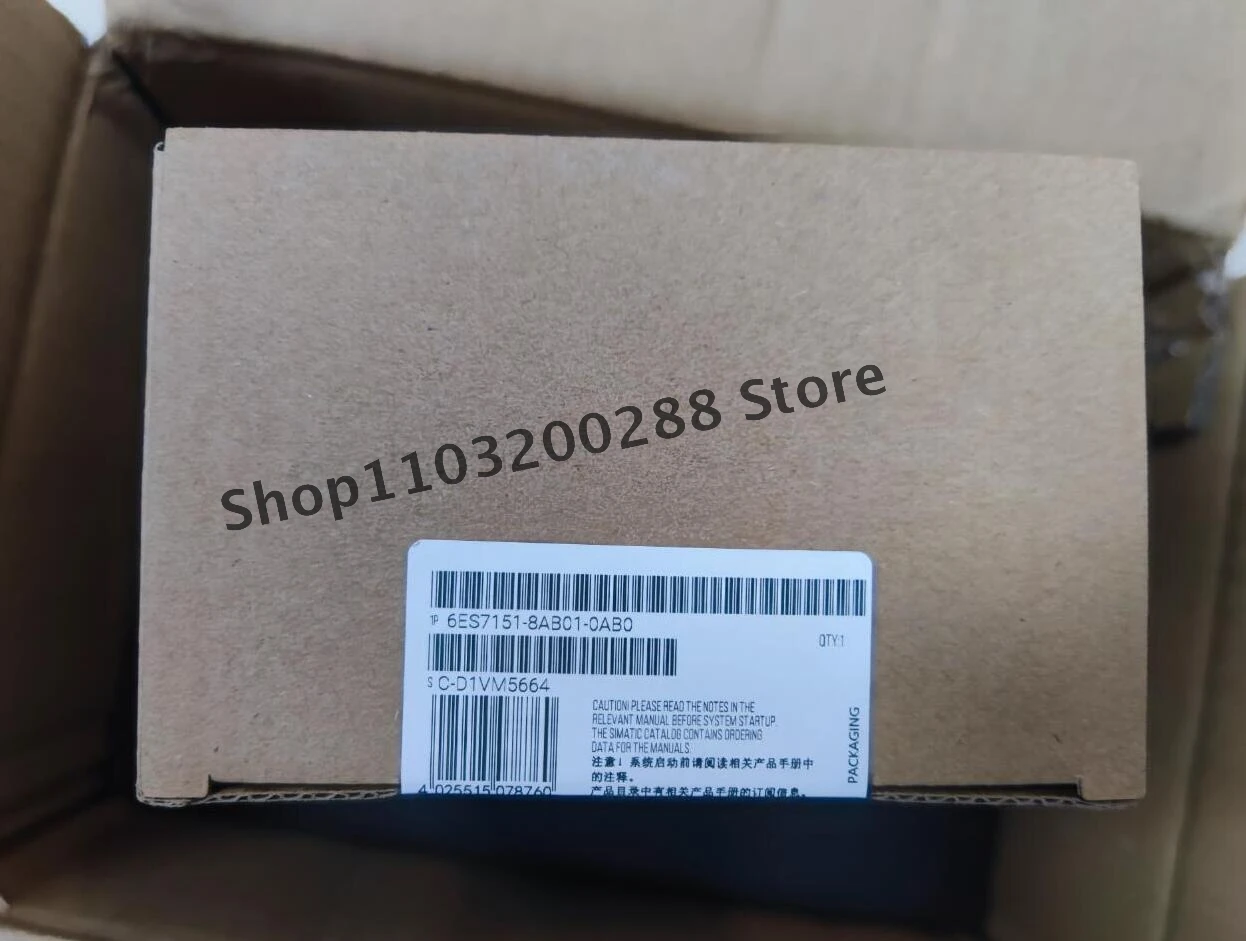 Shop1103200288 Store
1P 6ES7151-8AB01-0AB0
QTY:1
S C-D1VM5664
CAUTION! PLEASE READ THE NOTES IN THE
RELEVANT MANUAL BEFORE SYSTEM STARTUP.
THE SIMATIC CATALOG CONTAINS ORDERING
DATA FOR THE MANUALS.
注意！系统启动前请阅读相关产品手册中
的注释。
产品目录中有相关产品手册的订阅信息。
PACKAGING
4 025515 078760